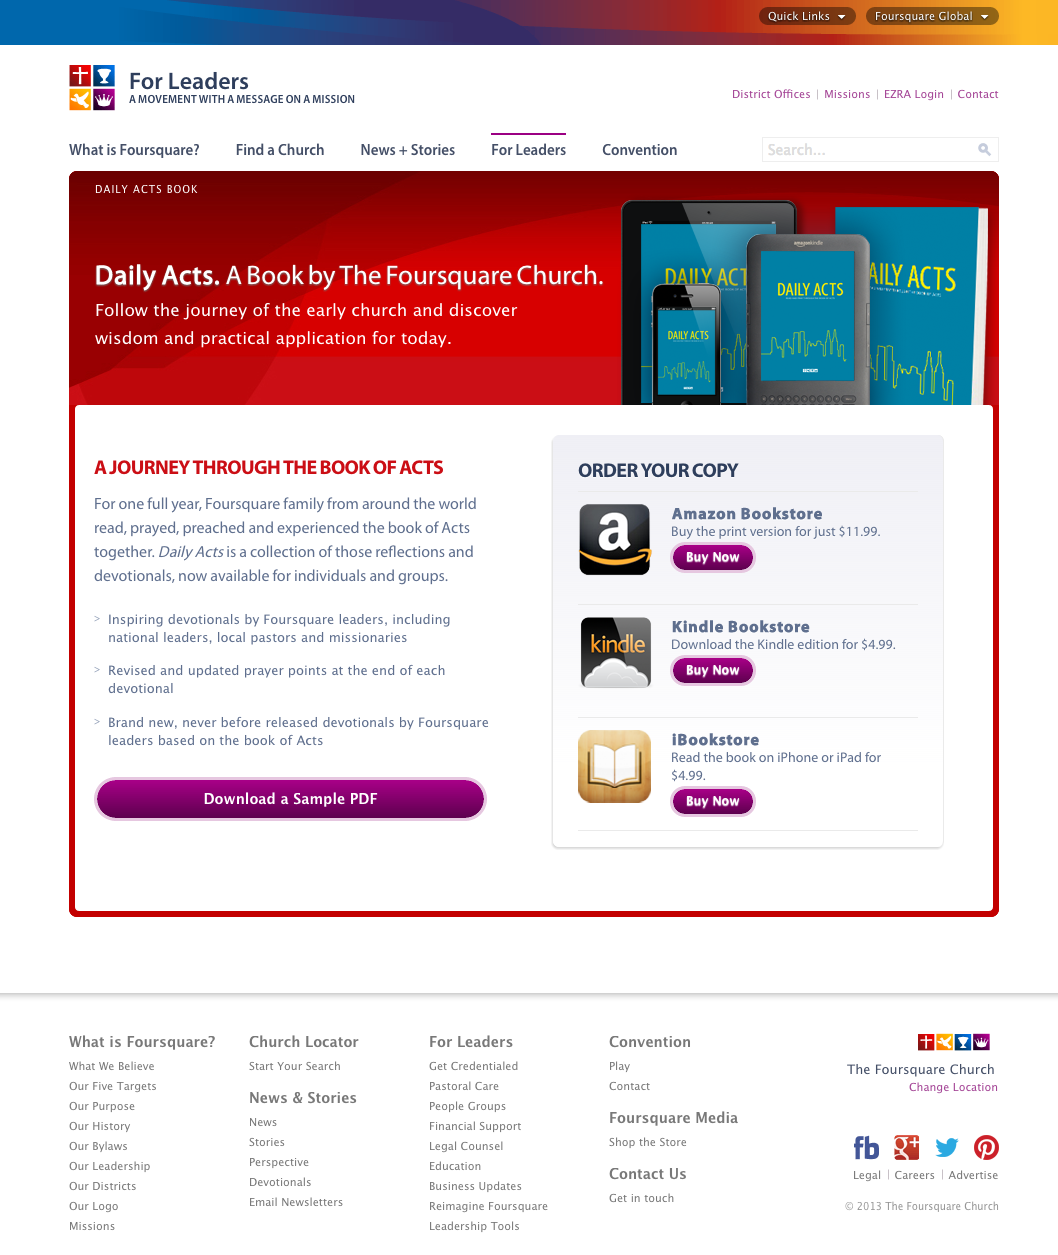 Quick Links
Foursquare Global
For Leaders
A MOVEMENT WITH A MESSAGE ON A MISSION
District Offices | Missions | EZRA Login | Contact
What is Foursquare?
Find a Church
News + Stories
For Leaders
Convention
Search...
DAILY ACTS BOOK
Daily Acts. A Book by The Foursquare Church.
Follow the journey of the early church and discover
wisdom and practical application for today.
DAILY ACT
amazonkindle
DAILY ACTS
AILY ACTS
DAILY ACTS
A JOURNEY THROUGH THE BOOK OF ACTS
For one full year, Foursquare family from around the world
read, prayed, preached and experienced the book of Acts
together. Daily Acts is a collection of those reflections and
devotionals, now available for individuals and groups.
> Inspiring devotionals by Foursquare leaders, including
national leaders, local pastors and missionaries
> Revised and updated prayer points at the end of each
devotional
> Brand new, never before released devotionals by Foursquare
leaders based on the book of Acts
Download a Sample PDF
ORDER YOUR COPY
a
Amazon Bookstore
Buy the print version for just $11.99.
Buy Now
kindle
Kindle Bookstore
Download the Kindle edition for $4.99.
Buy Now
iBookstore
Read the book on iPhone or iPad for
$4.99.
Buy Now
What is Foursquare?
What We Believe
Our Five Targets
Our Purpose
Our History
Our Bylaws
Our Leadership
Our Districts
Our Logo
Missions
Church Locator
Start Your Search
News & Stories
News
Stories
Perspective
Devotionals
Email Newsletters
For Leaders
Get Credentialed
Pastoral Care
People Groups
Financial Support
Legal Counsel
Education
Business Updates
Reimagine Foursquare
Leadership Tools
Convention
Play
Contact
Foursquare Media
Shop the Store
Contact Us
Get in touch
The Foursquare Church
Change Location
fb
g+
Legal | Careers | Advertise
© 2013 The Foursquare Church